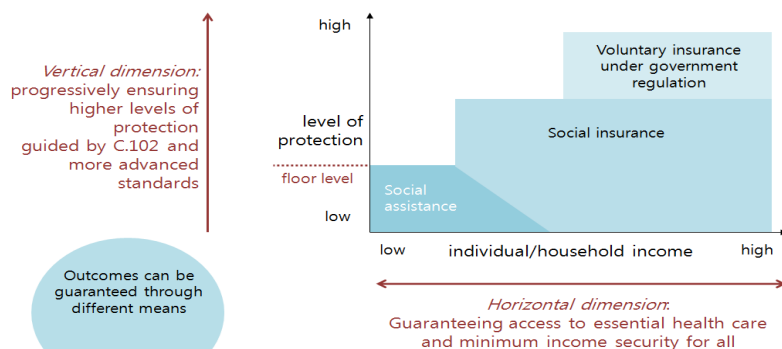 Vertical dimension:
progressively ensuring
higher levels of
protection
guided by C.102 and
more advanced
standards
Outcomes can be
guaranteed through
different means
high
level of
protection
floor level
low
Voluntary insurance
under government
regulation
Social insurance
Social
assistance
low
individual/household income
high
Horizontal dimension:
Guaranteeing access to essential health care
and minimum income security for all